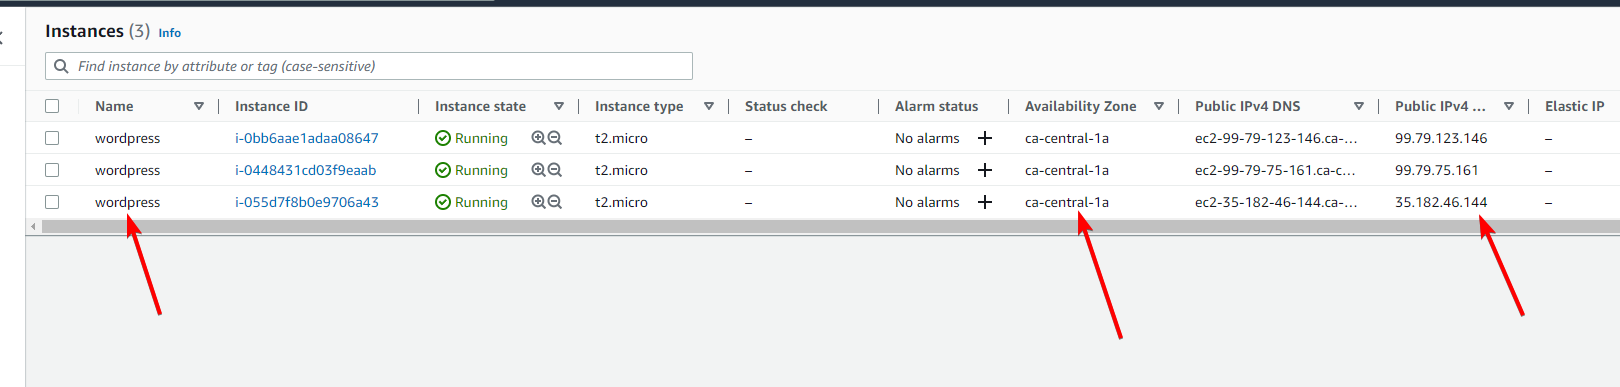 Instances (3) Info
Find instance by attribute or tag (case-sensitive)
Name Instance ID Instance state Instance type Status check Alarm status Availability Zone Public IPv4 DNS Public IPv4 ... Elastic IP
wordpress i-0bb6aae1adaa08647 Running t2.micro – No alarms + ca-central-1a ec2-99-79-123-146.ca-... 99.79.123.146 –
wordpress i-0448431cd03f9eaab Running t2.micro – No alarms + ca-central-1a ec2-99-79-75-161.ca-c... 99.79.75.161 –
wordpress i-055d7f8b0e9706a43 Running t2.micro – No alarms + ca-central-1a ec2-35-182-46-144.ca-... 35.182.46.144 –